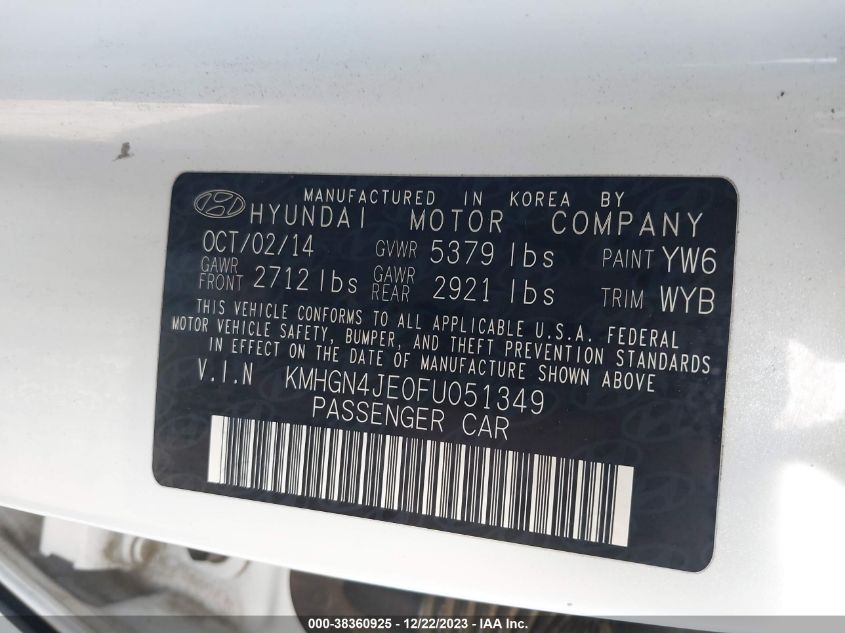 MANUFACTURED IN KOREA BY
HYUNDAI MOTOR COMPANY
OCT/02/14 GVWR 5379 lbs PAINT YW6
GAWR FRONT 2712 lbs GAWR REAR 2921 lbs TRIM WYB
THIS VEHICLE CONFORMS TO ALL APPLICABLE U.S.A. FEDERAL
MOTOR VEHICLE SAFETY, BUMPER, AND THEFT PREVENTION STANDARDS
IN EFFECT ON THE DATE OF MANUFACTURE SHOWN ABOVE
V.I.N KMHGN4JE0FU051349
PASSENGER CAR
000-38360925 - 12/22/2023 - IAA Inc.